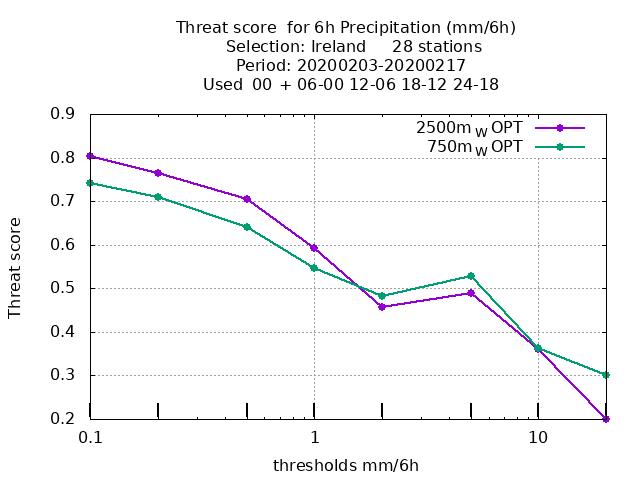 Threat score  for 6h Precipitation (mm/6h)
Selection: Ireland     28 stations
Period: 20200203-20200217
Used  00 + 06-00 12-06 18-12 24-18
2500m_W OPT
750m_W OPT
0.9
0.8
0.7
0.6
0.5
0.4
0.3
0.2
Threat score
0.1 1 10
thresholds mm/6h